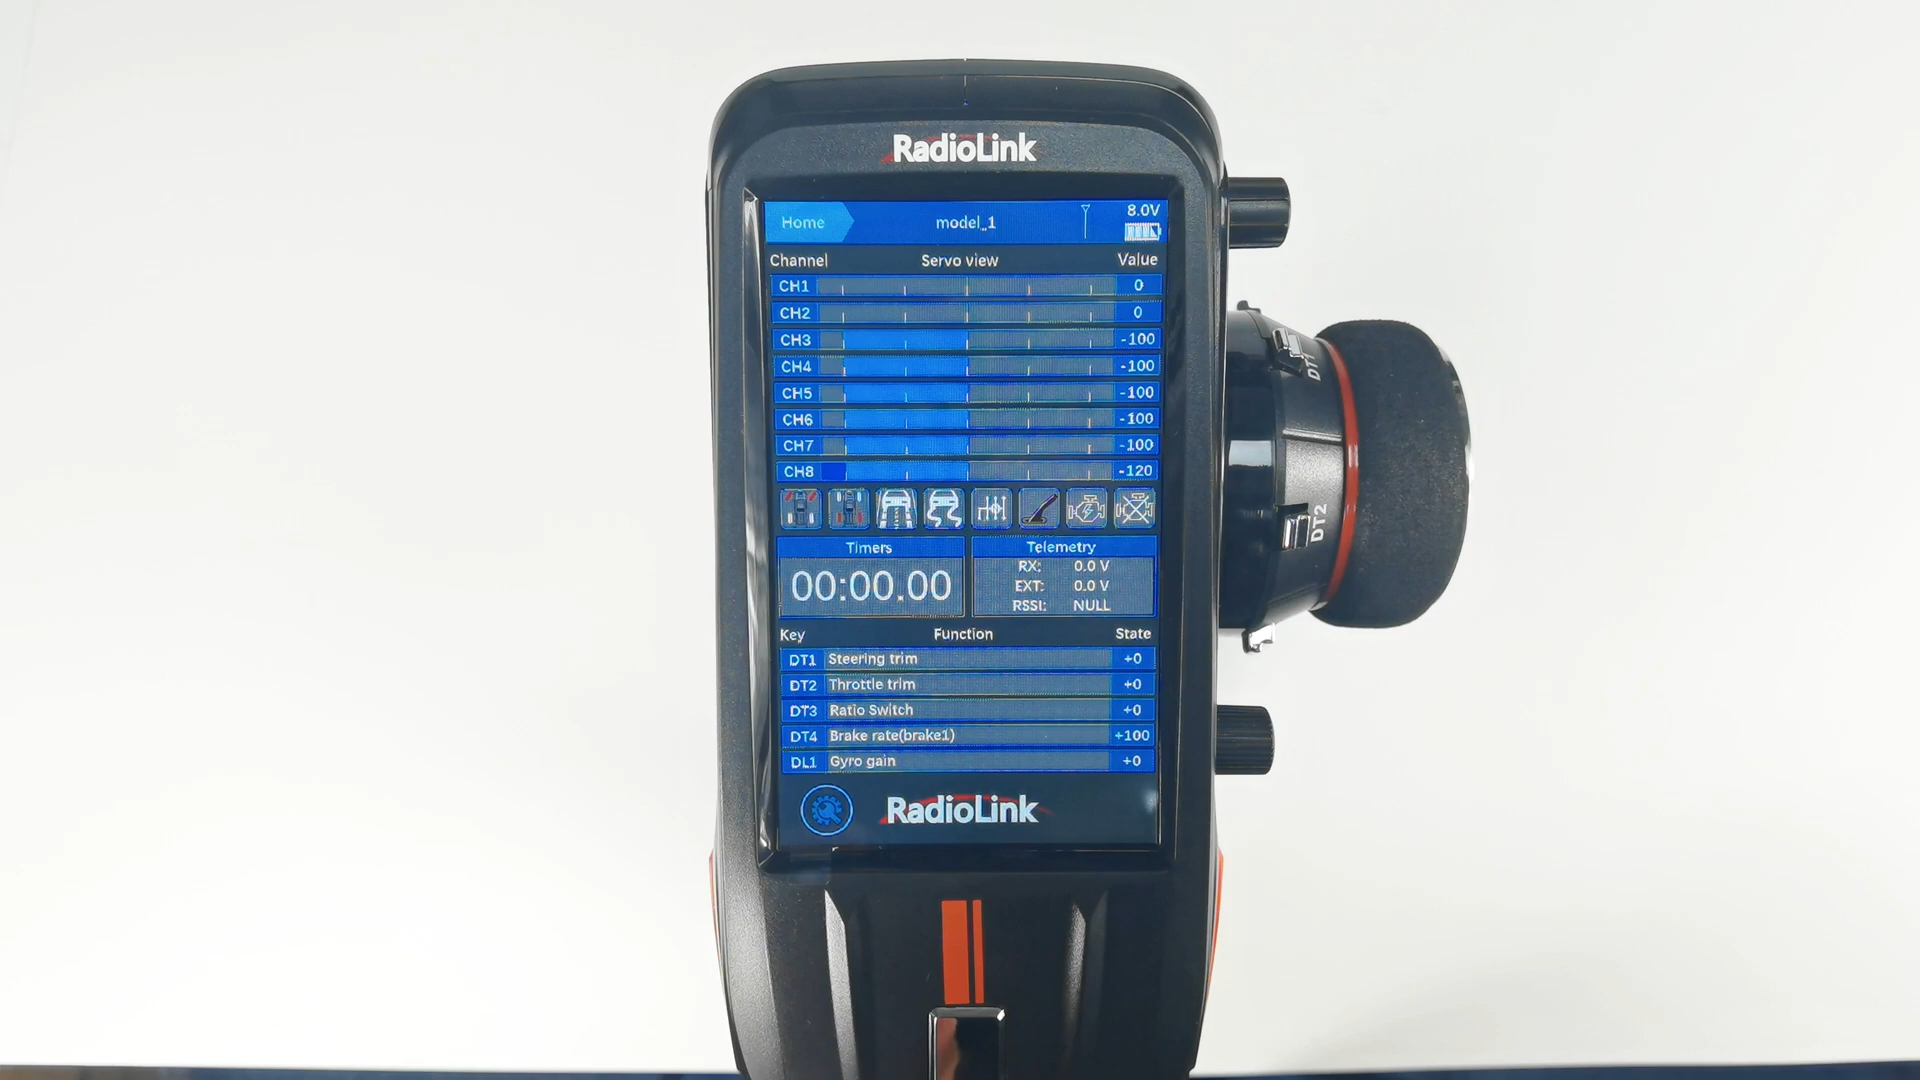 RadioLink
Home model_1 8.0V
Channel Servo view Value
CH1 0
CH2 0
CH3 -100
CH4 -100
CH5 -100
CH6 -100
CH7 -100
CH8 -120
Timers Telemetry
00:00.00
RX: 0.0 V
EXT: 0.0 V
RSSI: NULL
Key Function State
DT1 Steering trim +0
DT2 Throttle trim +0
DT3 Ratio Switch +0
DT4 Brake rate(brake1) +100
DL1 Gyro gain +0
RadioLink
DT2